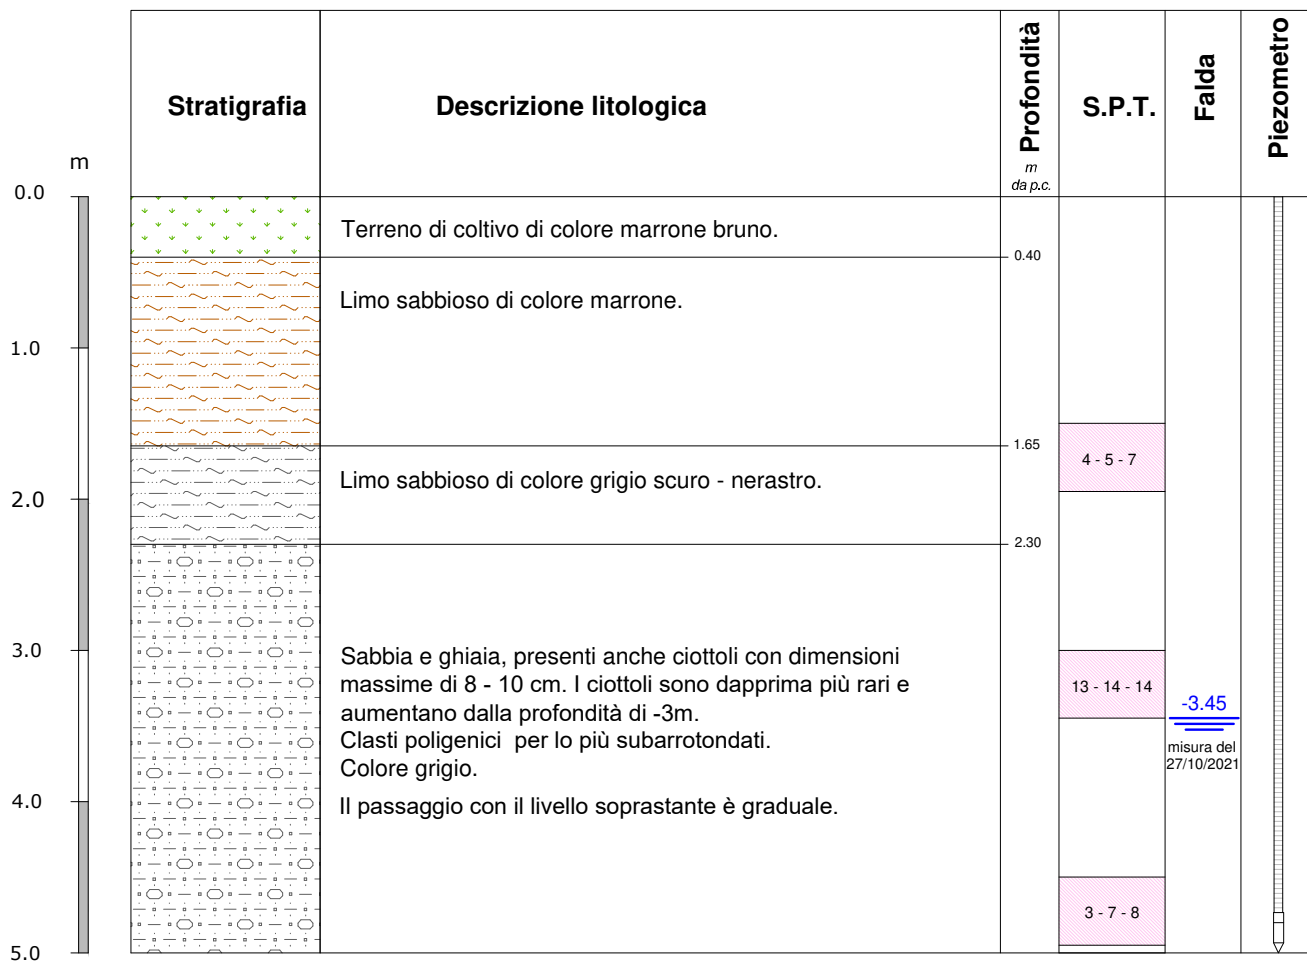 Stratigrafia
Descrizione litologica
Profondità
m
da p.c.
S.P.T.
Falda
Piezometro
m
0.0
Terreno di coltivo di colore marrone bruno.
0.40
Limo sabbioso di colore marrone.
1.0
1.65
4 - 5 - 7
Limo sabbioso di colore grigio scuro - nerastro.
2.0
2.30
3.0
Sabbia e ghiaia, presenti anche ciottoli con dimensioni
massime di 8 - 10 cm. I ciottoli sono dapprima più rari e
aumentano dalla profondità di -3m.
Clasti poligenici per lo più subarrotondati.
Colore grigio.
Il passaggio con il livello soprastante è graduale.
13 - 14 - 14
-3.45
misura del
27/10/2021
4.0
3 - 7 - 8
5.0